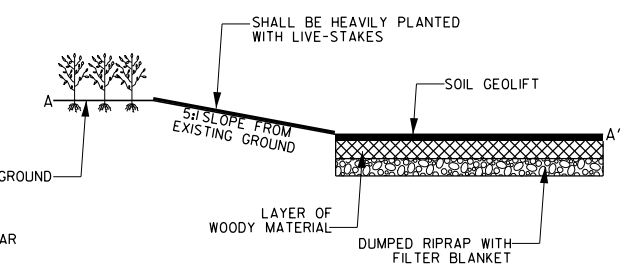 SHALL BE HEAVILY PLANTED
WITH LIVE-STAKES
SOIL GEOLIFT
A
5:1 SLOPE FROM
EXISTING GROUND
A'
GROUND
LAYER OF
WOODY MATERIAL
AR
DUMPED RIPRAP WITH
FILTER BLANKET